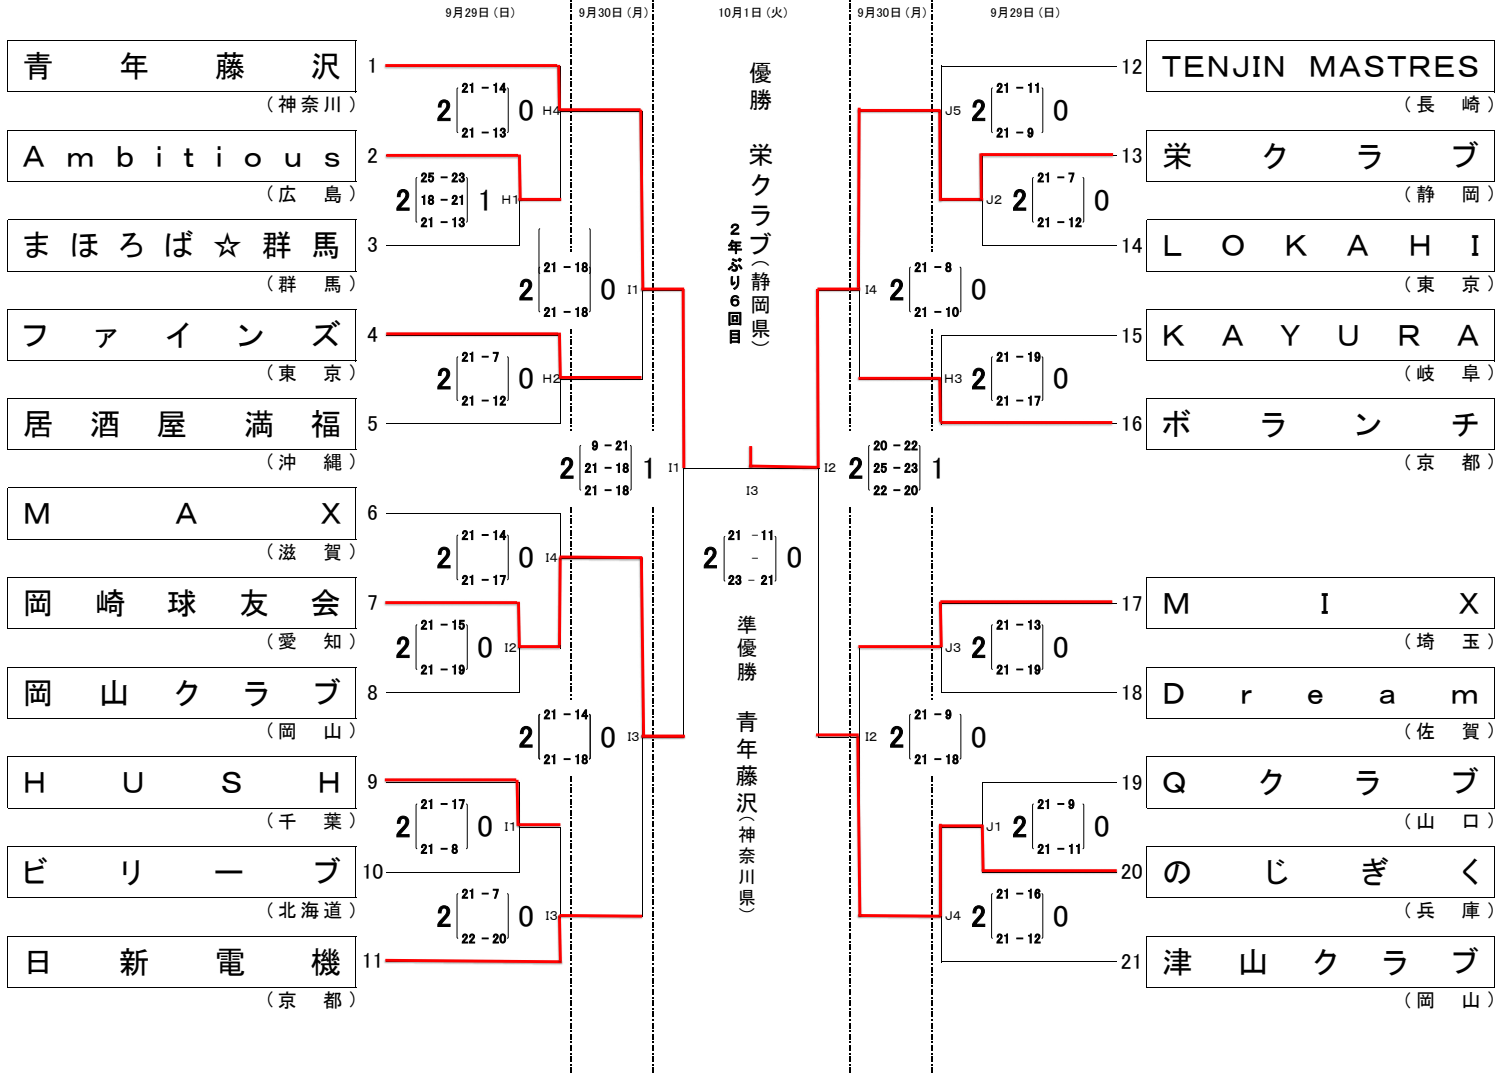 9月29日（日） 9月30日（月） 10月1日（火） 9月30日（月） 9月29日（日）
青年藤沢 1
（神奈川）
2 21－14 21－13 0 H4
Ambitious 2
（広島）
2 25－23 18－21 21－13 1 H1
まほろば☆群馬 3
（群馬）
2 21－18 21－18 0 I1
ファインズ 4
（東京）
2 21－7 21－12 0 H2
居酒屋 満福 5
（沖縄）
2 9－21 21－18 21－18 1 I1
MAX 6
（滋賀）
2 21－14 21－17 0 I4
岡崎球友会 7
（愛知）
2 21－15 21－19 0 I2
岡山クラブ 8
（岡山）
2 21－14 21－18 0 I3
HUSH 9
（千葉）
2 21－17 21－8 0 I1
ビリーブ 10
（北海道）
2 21－7 22－20 0 I3
日新電機 11
（京都）
優勝 栄クラブ（静岡県）
２年ぶり６回目
I3
2 21－11 － 23－21 0
準優勝 青年藤沢（神奈川県）
12 TENJIN MASTRES
（長崎）
J5 2 21－11 21－9 0
13 栄クラブ
（静岡）
J2 2 21－7 21－12 0
14 LOKAHI
（東京）
I4 2 21－8 21－10 0
15 KAYURA
（岐阜）
H3 2 21－19 21－17 0
16 ボランチ
（京都）
I2 2 20－22 25－23 22－20 1
17 MIX
（埼玉）
J3 2 21－13 21－19 0
18 Dream
（佐賀）
I2 2 21－9 21－18 0
19 Qクラブ
（山口）
J1 2 21－9 21－11 0
20 のじぎく
（兵庫）
J4 2 21－16 21－12 0
21 津山クラブ
（岡山）